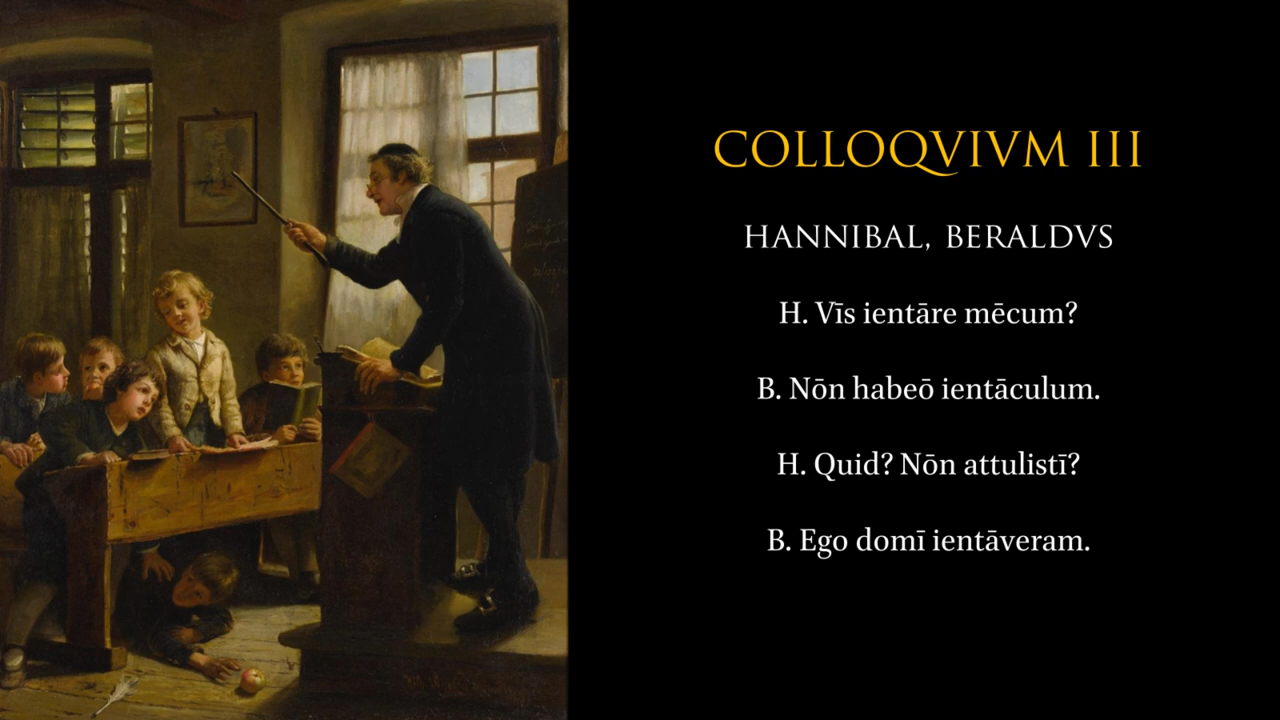 COLLOQVIVM III
HANNIBAL, BERALDVS
H. Vīs ientāre mēcum?
B. Nōn habeō ientāculum.
H. Quid? Nōn attulistī?
B. Ego domī ientāveram.